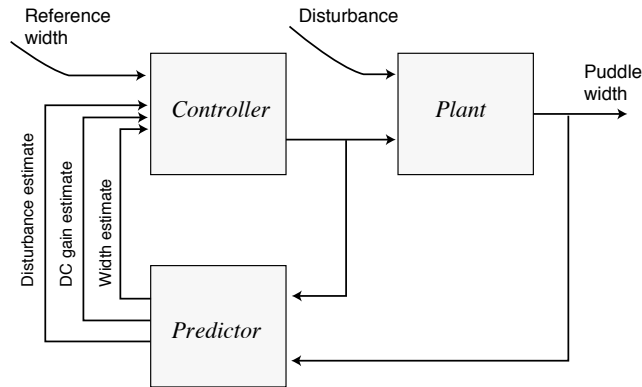 Reference
width
Disturbance
Puddle
width
Controller
Plant
Disturbance estimate
DC gain estimate
Width estimate
Predictor